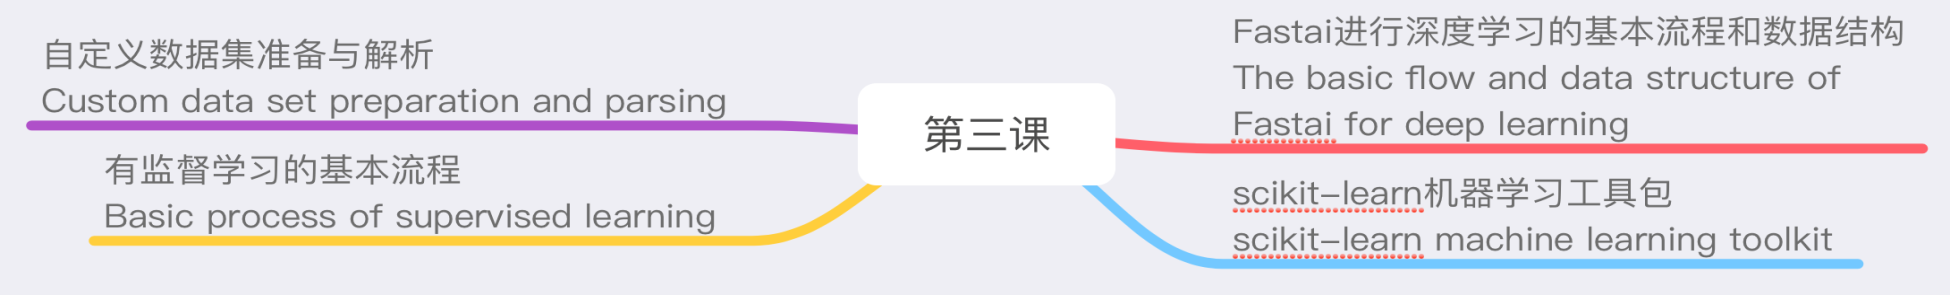 自定义数据集准备与解析
Custom data set preparation and parsing
有监督学习的基本流程
Basic process of supervised learning
第三课
Fastai进行深度学习的基本流程和数据结构
The basic flow and data structure of
Fastai for deep learning
scikit-learn机器学习工具包
scikit-learn machine learning toolkit